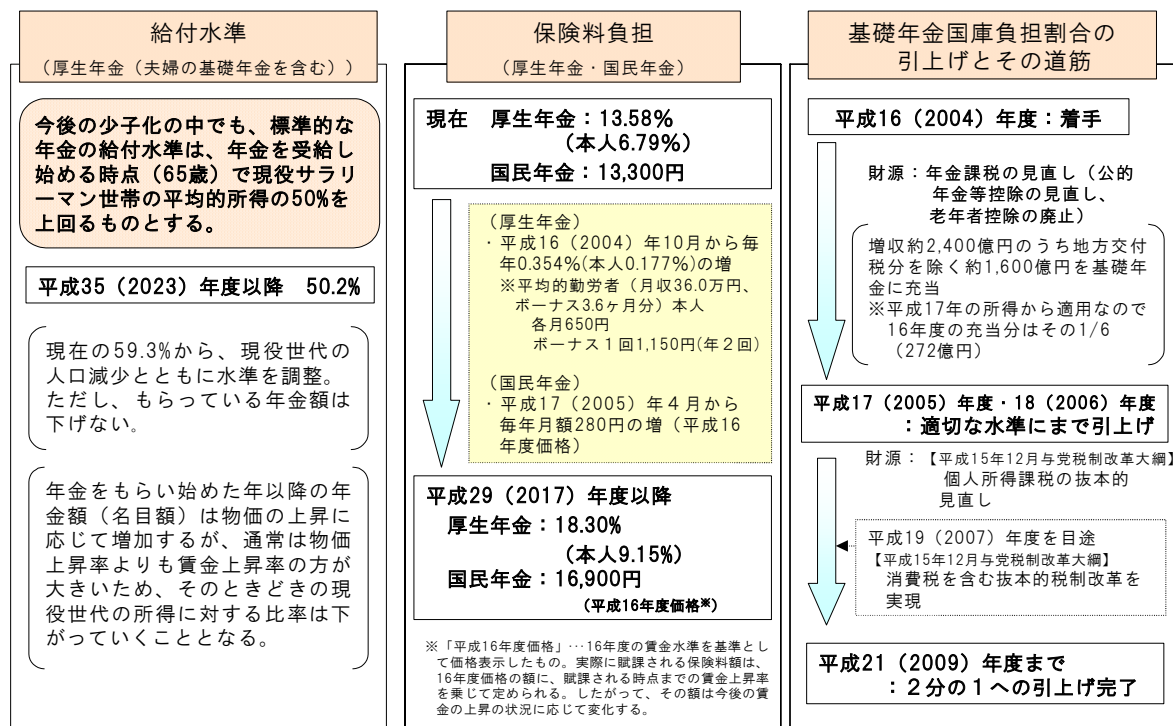 給付水準
（厚生年金（夫婦の基礎年金を含む））
今後の少子化の中でも、標準的な
年金の給付水準は、年金を受給し
始める時点（65歳）で現役サラリ
ーマン世帯の平均的所得の50%を
上回るものとする。
平成35（2023）年度以降　50.2%
現在の59.3%から、現役世代の
人口減少とともに水準を調整。
ただし、もらっている年金額は
下げない。
年金をもらい始めた年以降の年
金額（名目額）は物価の上昇に
応じて増加するが、通常は物価
上昇率よりも賃金上昇率の方が
大きいため、そのときどきの現
役世代の所得に対する比率は下
がっていくこととなる。
保険料負担
（厚生年金・国民年金）
現在　厚生年金：13.58%
（本人6.79%）
国民年金：13,300円
（厚生年金）
・平成16（2004）年10月から毎
年0.354%(本人0.177%)の増
※平均的勤労者（月収36.0万円、
ボーナス3.6ヶ月分）本人
各月650円
ボーナス１回1,150円(年２回)
（国民年金）
・平成17（2005）年４月から
毎年月額280円の増（平成16
年度価格）
平成29（2017）年度以降
厚生年金：18.30%
（本人9.15%）
国民年金：16,900円
（平成16年度価格※）
※「平成16年度価格」…16年度の賃金水準を基準とし
て価格表示したもの。実際に賦課される保険料額は、
16年度価格の額に、賦課される時点までの賃金上昇率
を乗じて定められる。したがって、その額は今後の賃
金の上昇の状況に応じて変化する。
基礎年金国庫負担割合の
引上げとその道筋
平成16（2004）年度：着手
財源：年金課税の見直し（公的
年金等控除の見直し、
老年者控除の廃止）
増収約2,400億円のうち地方交付
税分を除く約1,600億円を基礎年
金に充当
※平成17年の所得から適用なので
16年度の充当分はその1/6
（272億円）
平成17（2005）年度・18（2006）年度
：適切な水準にまで引上げ
財源：【平成15年12月与党税制改革大綱】
個人所得課税の抜本的
見直し
平成19（2007）年度を目途
【平成15年12月与党税制改革大綱】
消費税を含む抜本的税制改革を
実現
平成21（2009）年度まで
：２分の１への引上げ完了